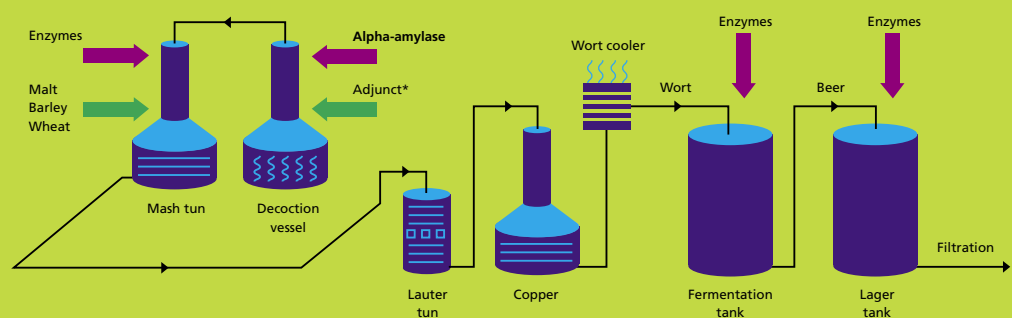 Enzymes
Malt
Barley
Wheat
Mash tun
Alpha-amylase
Adjunct*
Decoction
vessel
Lauter
tun
Copper
Wort cooler
Wort
Enzymes
Fermentation
tank
Beer
Enzymes
Lager
tank
Filtration